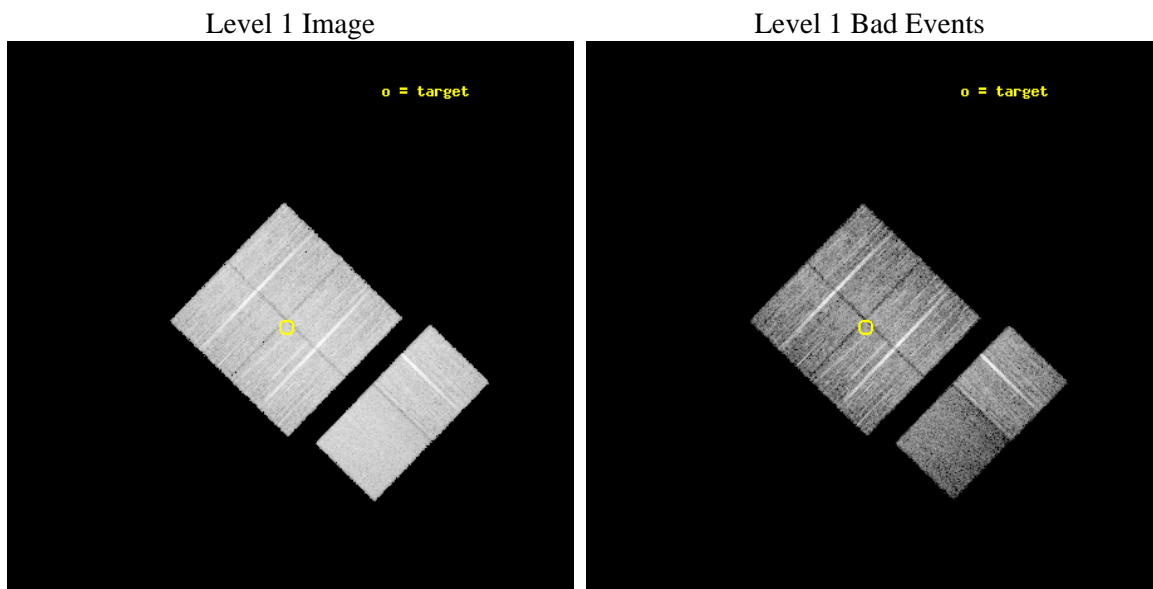 Level 1 Image
Level 1 Bad Events
o = target
o = target